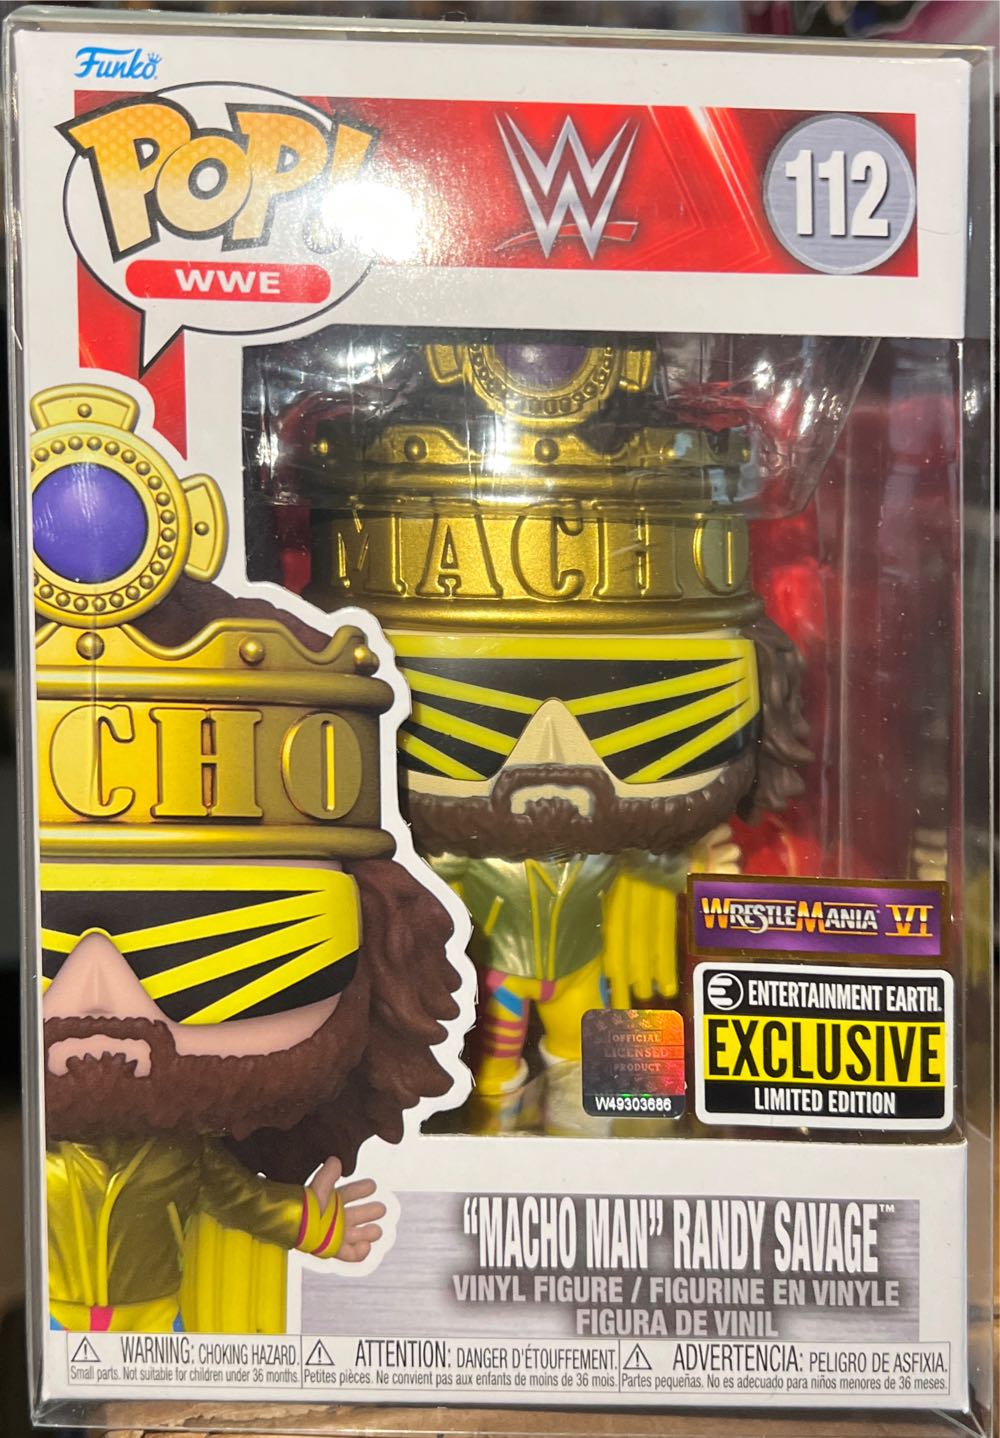 Funko
POP!
WWE
W
112
MACHO
CHO
WRESTLEMANIA VI
ENTERTAINMENT EARTH.
EXCLUSIVE
LIMITED EDITION
OFFICIAL
LICENSED
PRODUCT
W49303686
"MACHO MAN" RANDY SAVAGE™
VINYL FIGURE / FIGURINE EN VINYLE
FIGURA DE VINIL
WARNING: CHOKING HAZARD.
Small parts. Not suitable for children under 36 months.
ATTENTION: DANGER D'ÉTOUFFEMENT.
Petites pièces. Ne convient pas aux enfants de moins de 36 mois.
ADVERTENCIA: PELIGRO DE ASFIXIA.
Partes pequeñas. No es adecuado para niños menores de 36 meses.